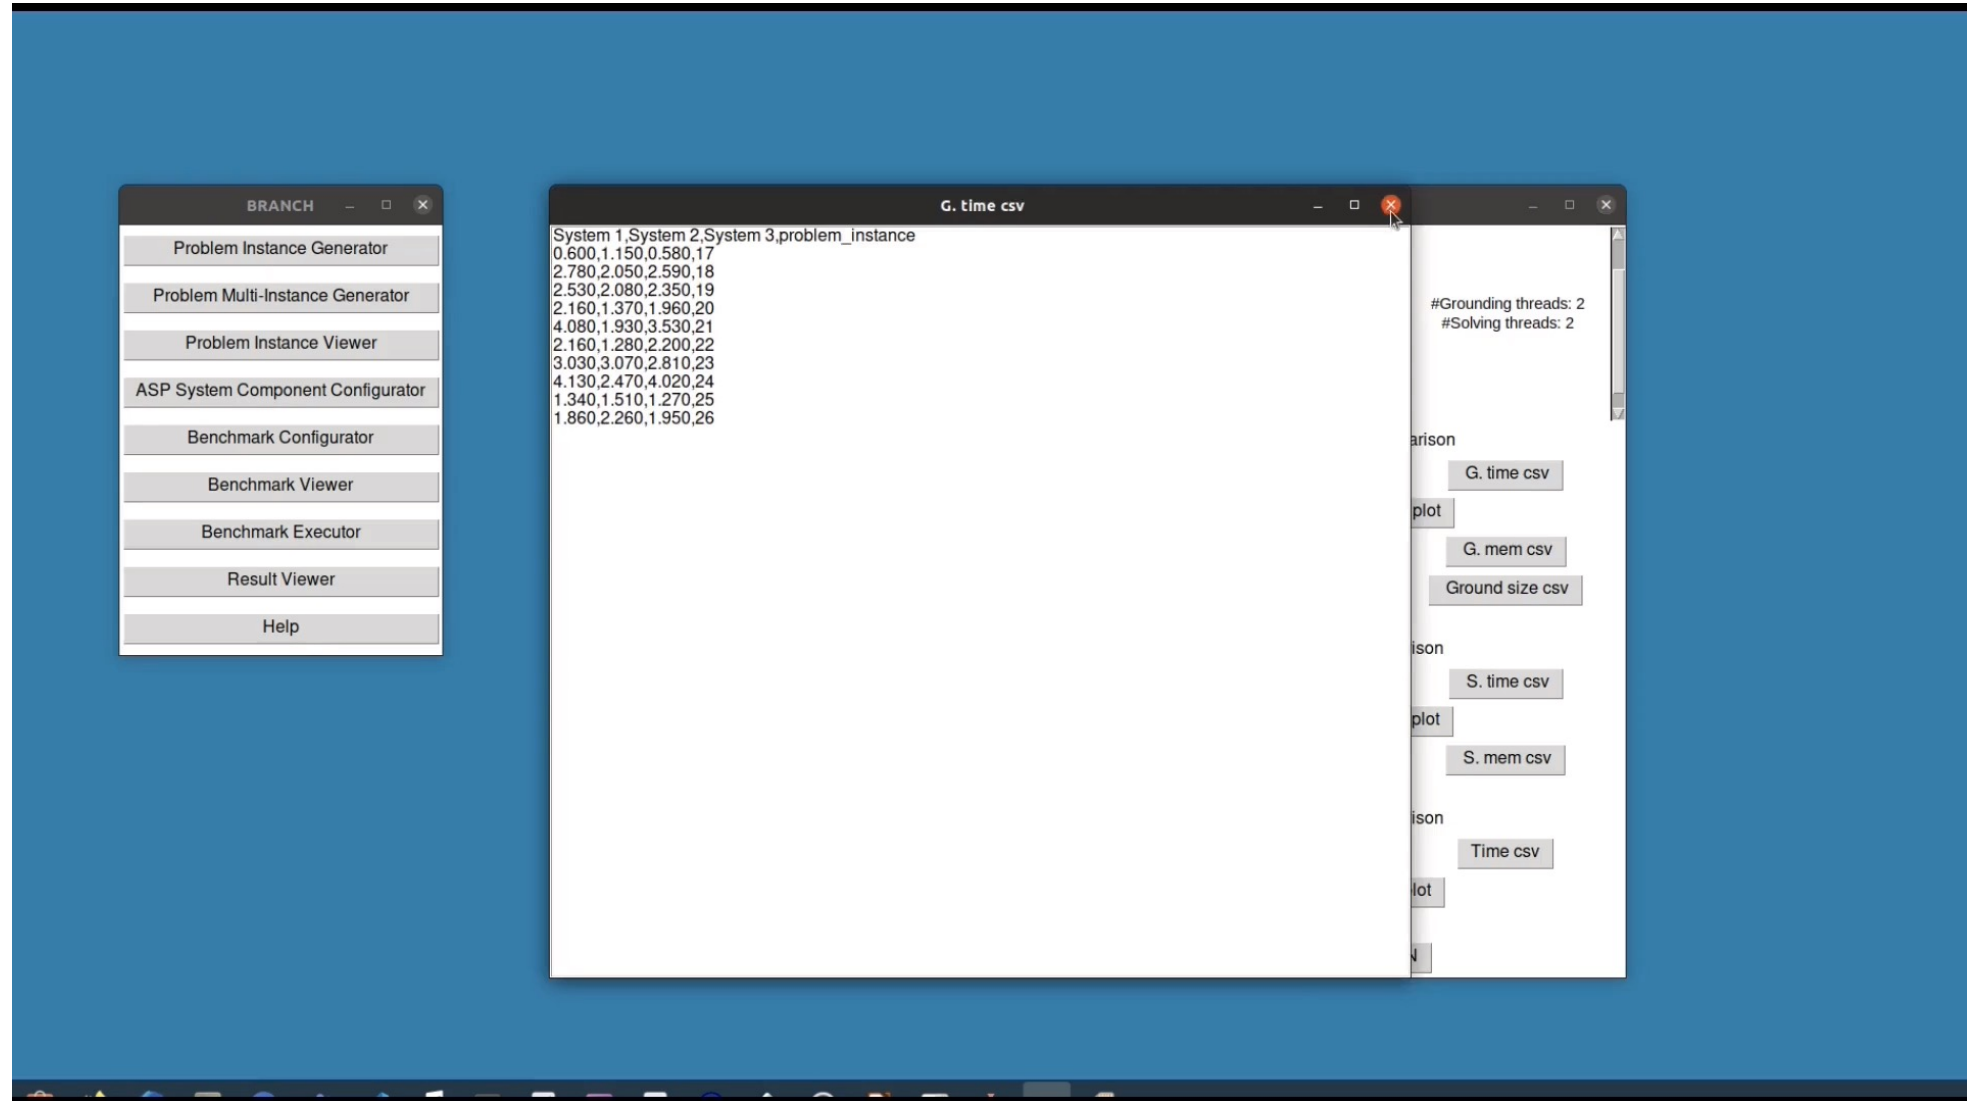 BRANCH
Problem Instance Generator
Problem Multi-Instance Generator
Problem Instance Viewer
ASP System Component Configurator
Benchmark Configurator
Benchmark Viewer
Benchmark Executor
Result Viewer
Help
G. time csv
System 1,System 2,System 3,problem_instance
0.600,1.150,0.580,17
2.780,2.050,2.590,18
2.530,2.080,2.350,19
2.160,1.370,1.960,20
4.080,1.930,3.530,21
2.160,1.280,2.200,22
3.030,3.070,2.810,23
4.130,2.470,4.020,24
1.340,1.510,1.270,25
1.860,2.260,1.950,26
#Grounding threads: 2
#Solving threads: 2
arison
G. time csv
plot
G. mem csv
Ground size csv
ison
S. time csv
plot
S. mem csv
ison
Time csv
lot